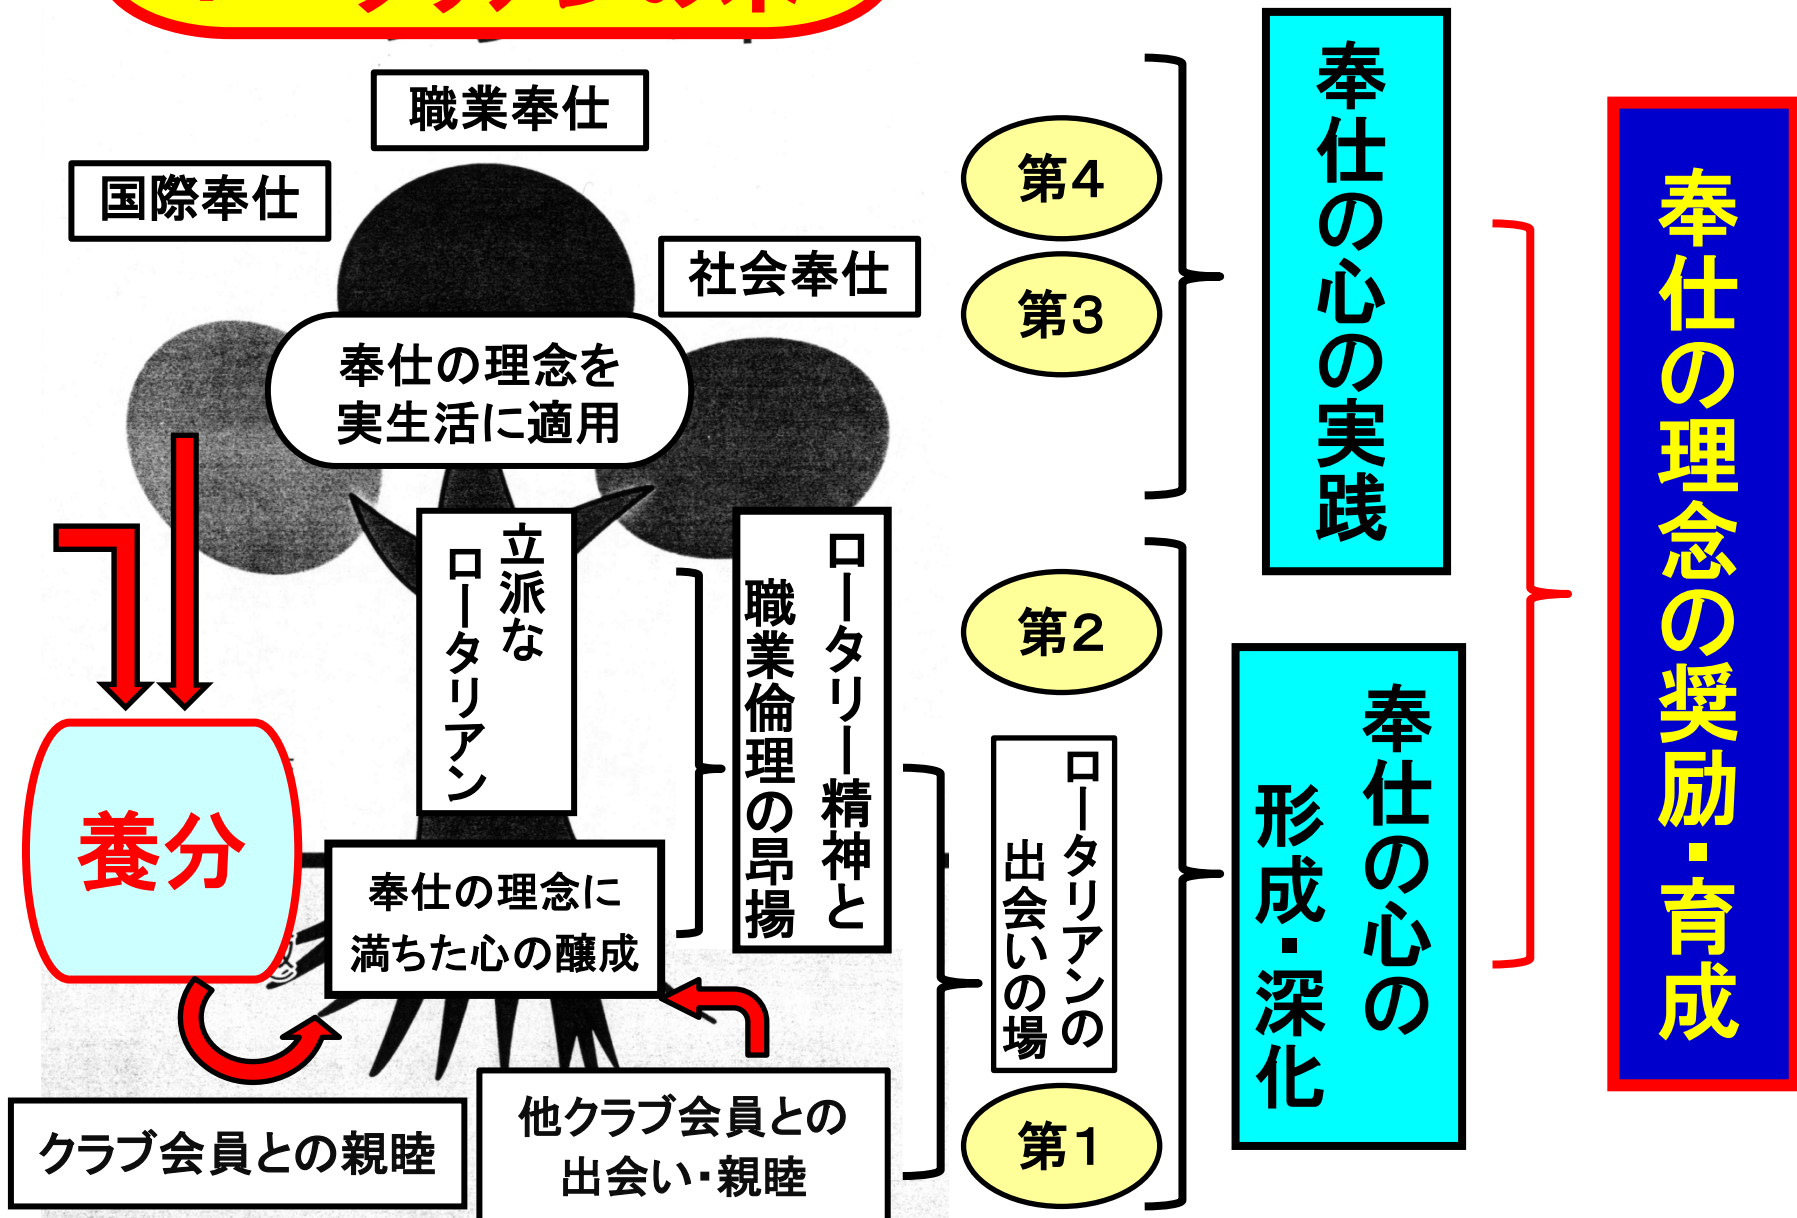 職業奉仕
国際奉仕
社会奉仕
奉仕の理念を
実生活に適用
立派な
ロータリアン
ロータリー精神と
職業倫理の昂揚
養分
奉仕の理念に
満ちた心の醸成
クラブ会員との親睦
他クラブ会員との
出会い・親睦
第4
第3
第2
ロータリアンの
出会いの場
第1
奉仕の心の実践
奉仕の心の
形成・深化
奉仕の理念の奨励・育成